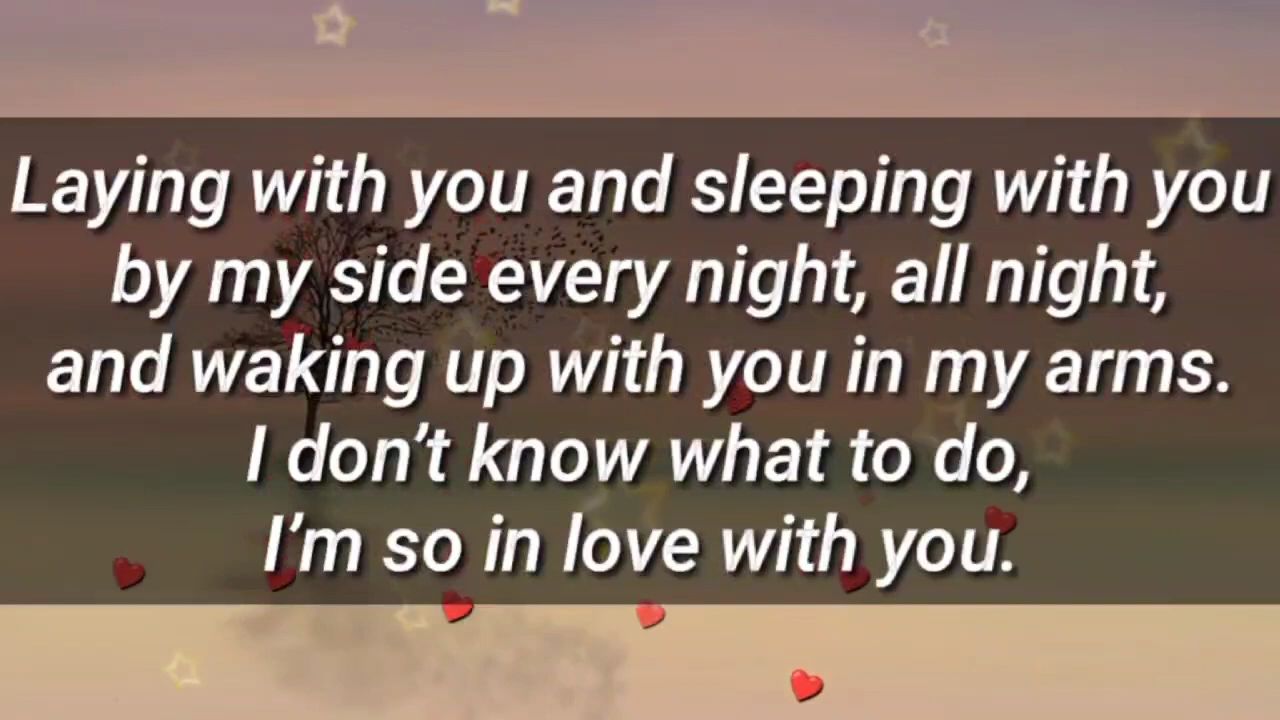 Laying with you and sleeping with you
by my side every night, all night,
and waking up with you in my arms.
I don’t know what to do,
I’m so in love with you.